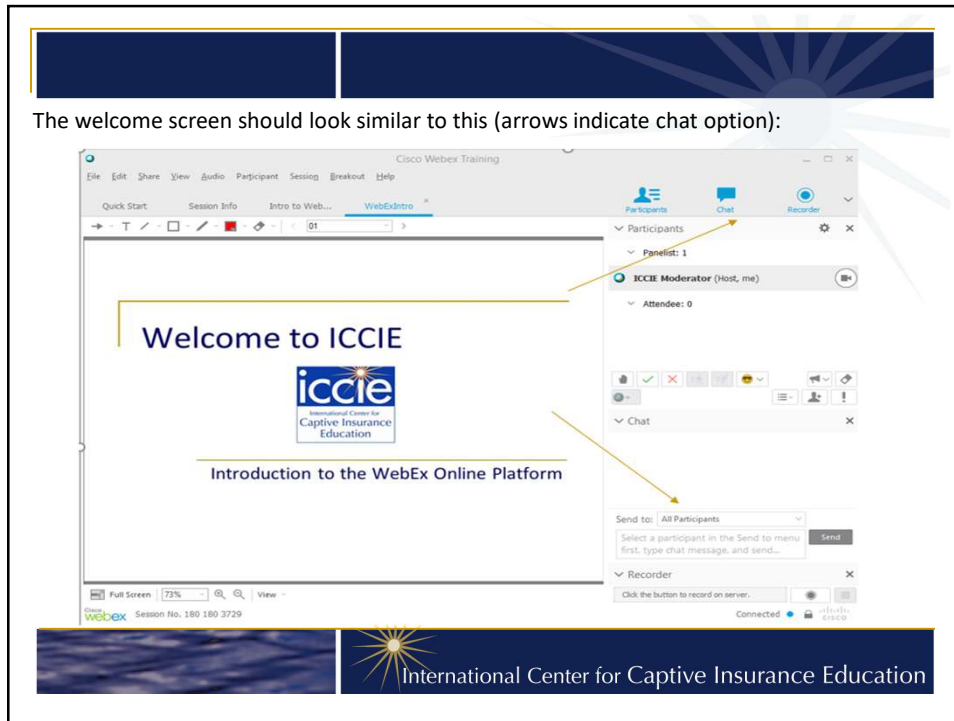 The welcome screen should look similar to this (arrows indicate chat option):
Cisco Webex Training
File Edit Share View Audio Participant Session Breakout Help
Quick Start Session Info Intro to Web... WebExIntro
Participants Chat Recorder
T 01
Participants
Panelist: 1
ICCIE Moderator (Host, me)
Attendee: 0
Welcome to ICCIE
iccie
International Center for
Captive Insurance
Education
Introduction to the WebEx Online Platform
Chat
Send to: All Participants
Select a participant in the Send to menu
first, type chat message, and send...
Send
Recorder
Click the button to record on server.
Full Screen 73% View
Cisco
webex Session No. 180 180 3729
Connected
CISCO
International Center for Captive Insurance Education